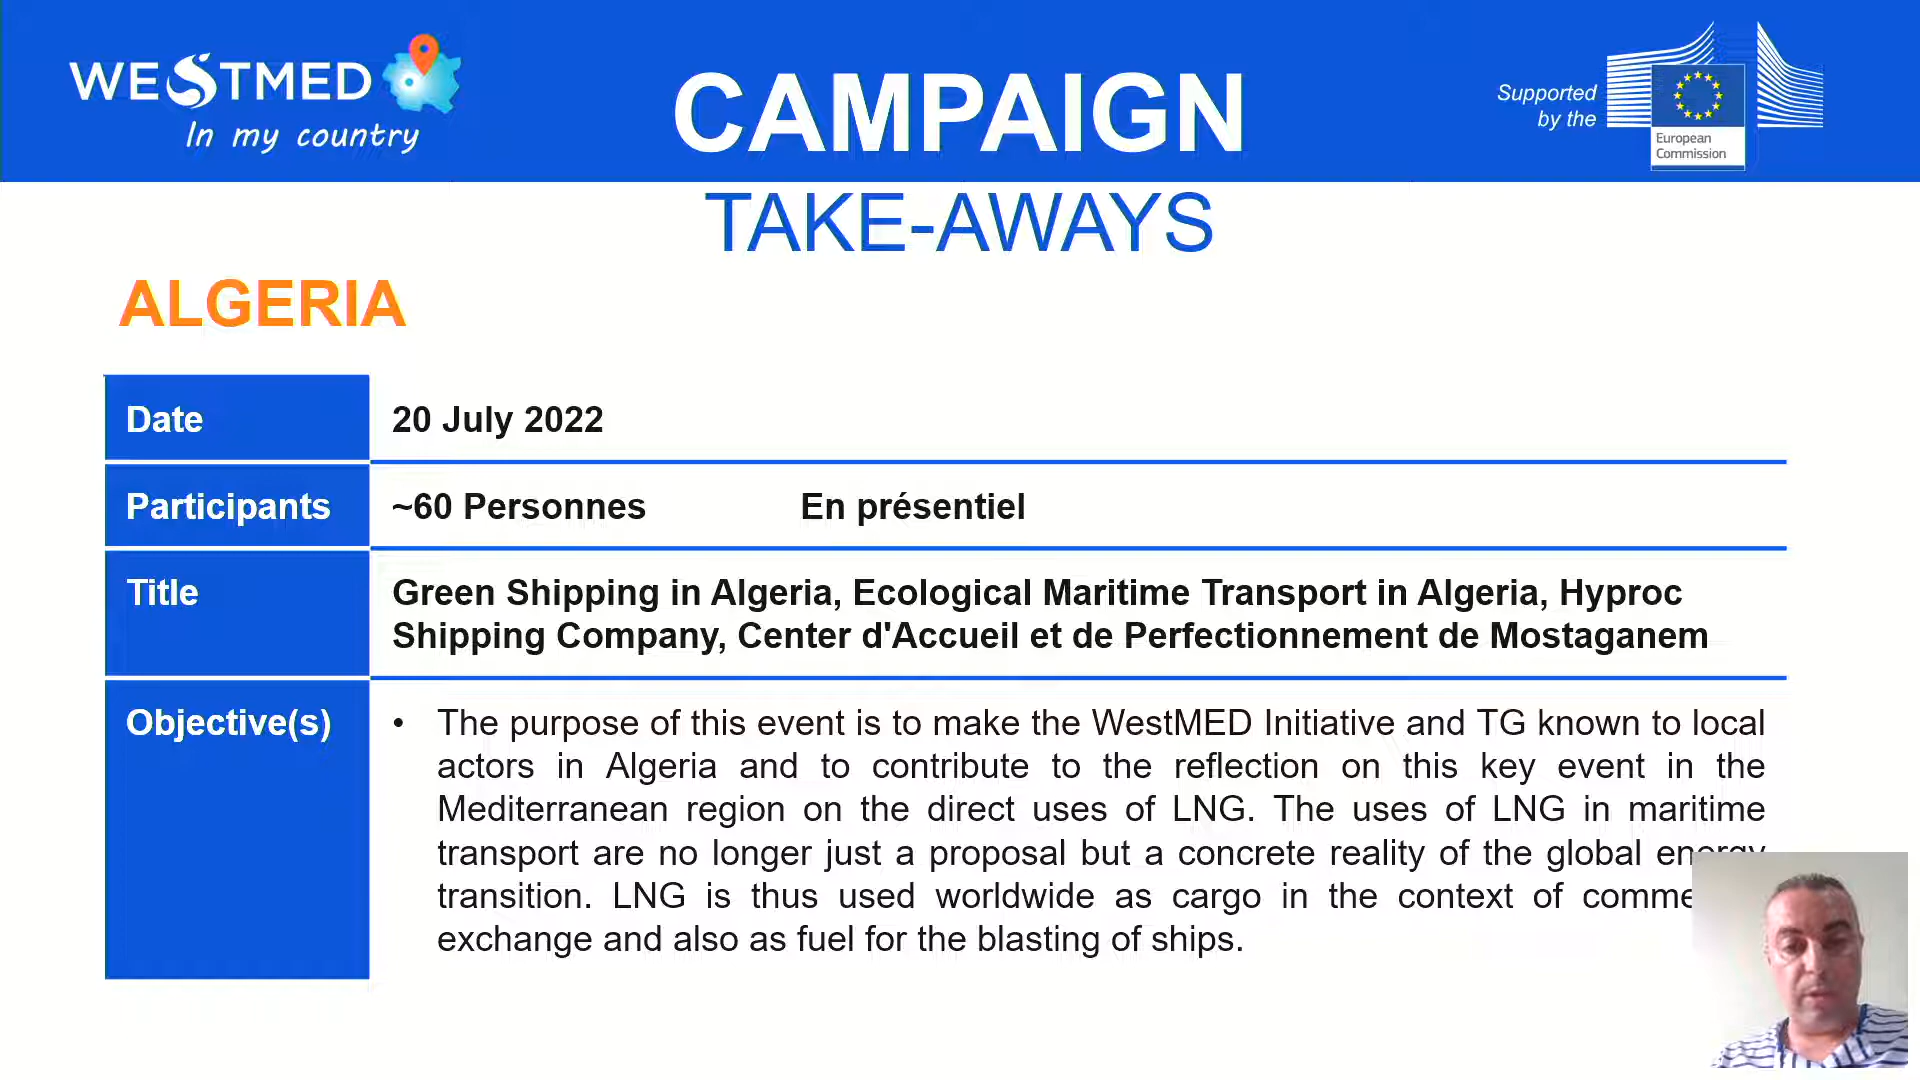 WESTMED
In my country
CAMPAIGN
Supported
by the
European
Commission
TAKE-AWAYS
ALGERIA
Date
20 July 2022
Participants
~60 Personnes En présentiel
Title
Green Shipping in Algeria, Ecological Maritime Transport in Algeria, Hyproc
Shipping Company, Center d'Accueil et de Perfectionnement de Mostaganem
Objective(s)
• The purpose of this event is to make the WestMED Initiative and TG known to local
actors in Algeria and to contribute to the reflection on this key event in the
Mediterranean region on the direct uses of LNG. The uses of LNG in maritime
transport are no longer just a proposal but a concrete reality of the global energy
transition. LNG is thus used worldwide as cargo in the context of
exchange and also as fuel for the blasting of ships.